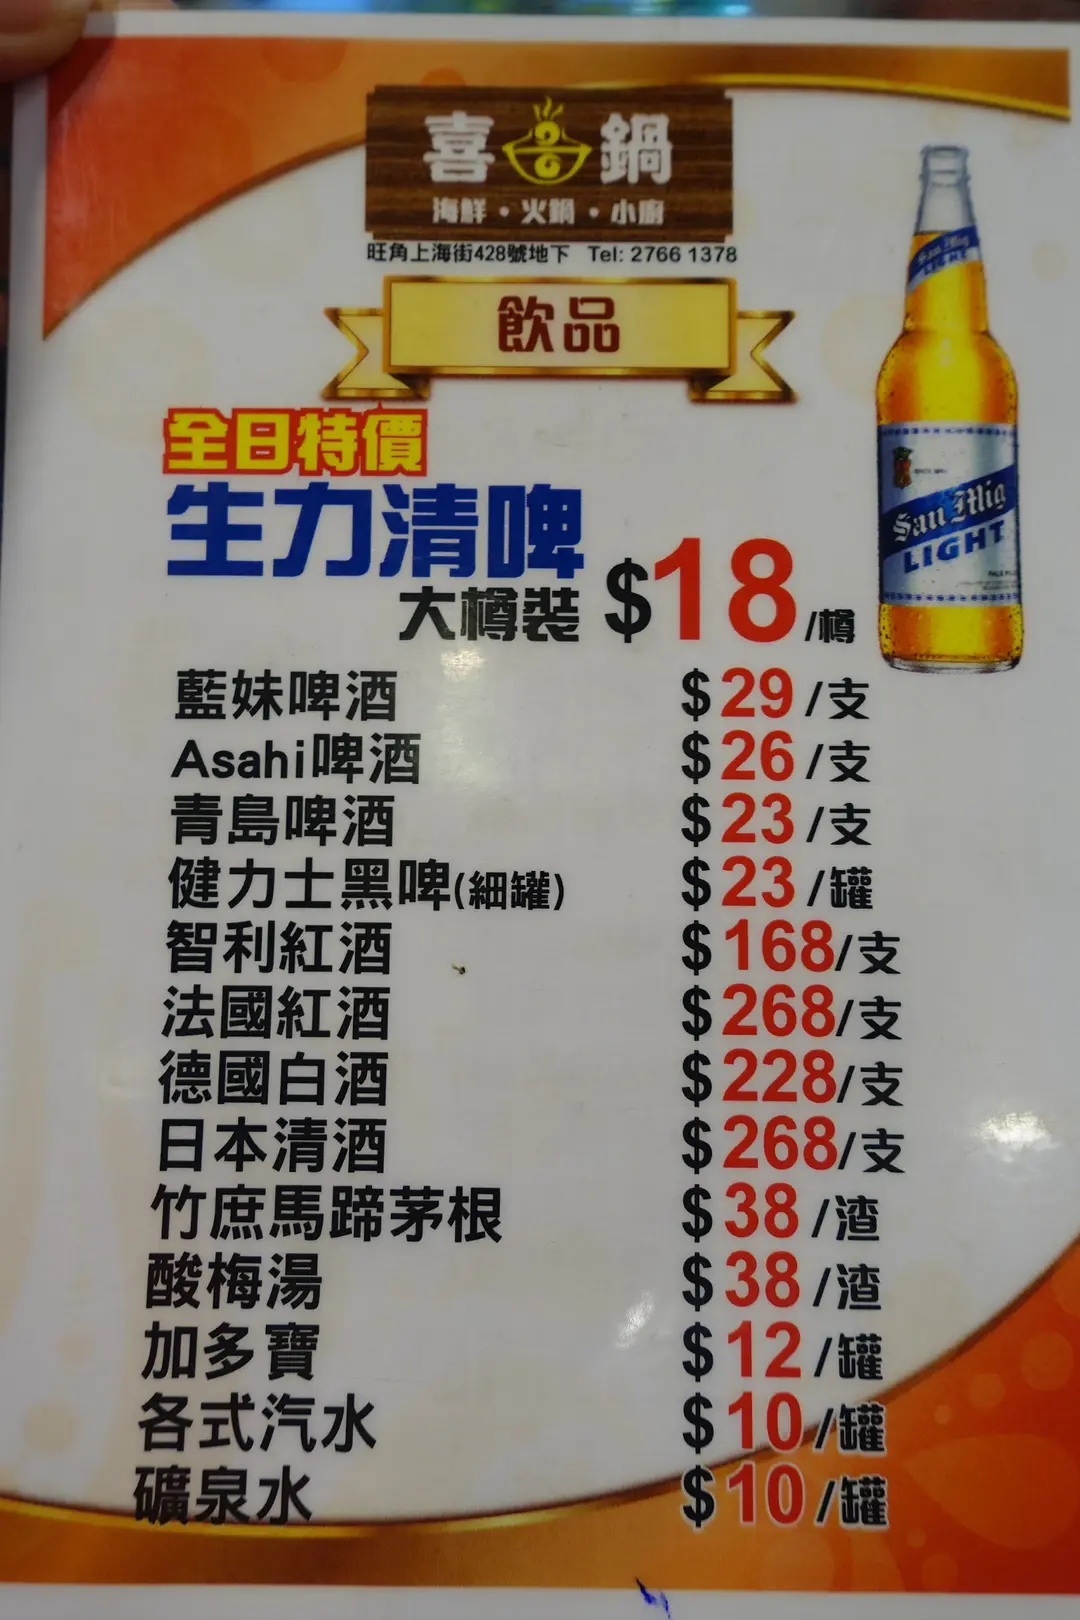 喜鍋
海鮮・火鍋・小廚
旺角上海街428號地下 Tel: 2766 1378
飲品
全日特價
生力清啤
大樽裝 $18/樽
San Mig
LIGHT
San Mig
LIGHT
藍妹啤酒 $29/支
Asahi啤酒 $26/支
青島啤酒 $23/支
健力士黑啤(細罐) $23/罐
智利紅酒 $168/支
法國紅酒 $268/支
德國白酒 $228/支
日本清酒 $268/支
竹庶馬蹄茅根 $38/渣
酸梅湯 $38/渣
加多寶 $12/罐
各式汽水 $10/罐
礦泉水 $10/罐